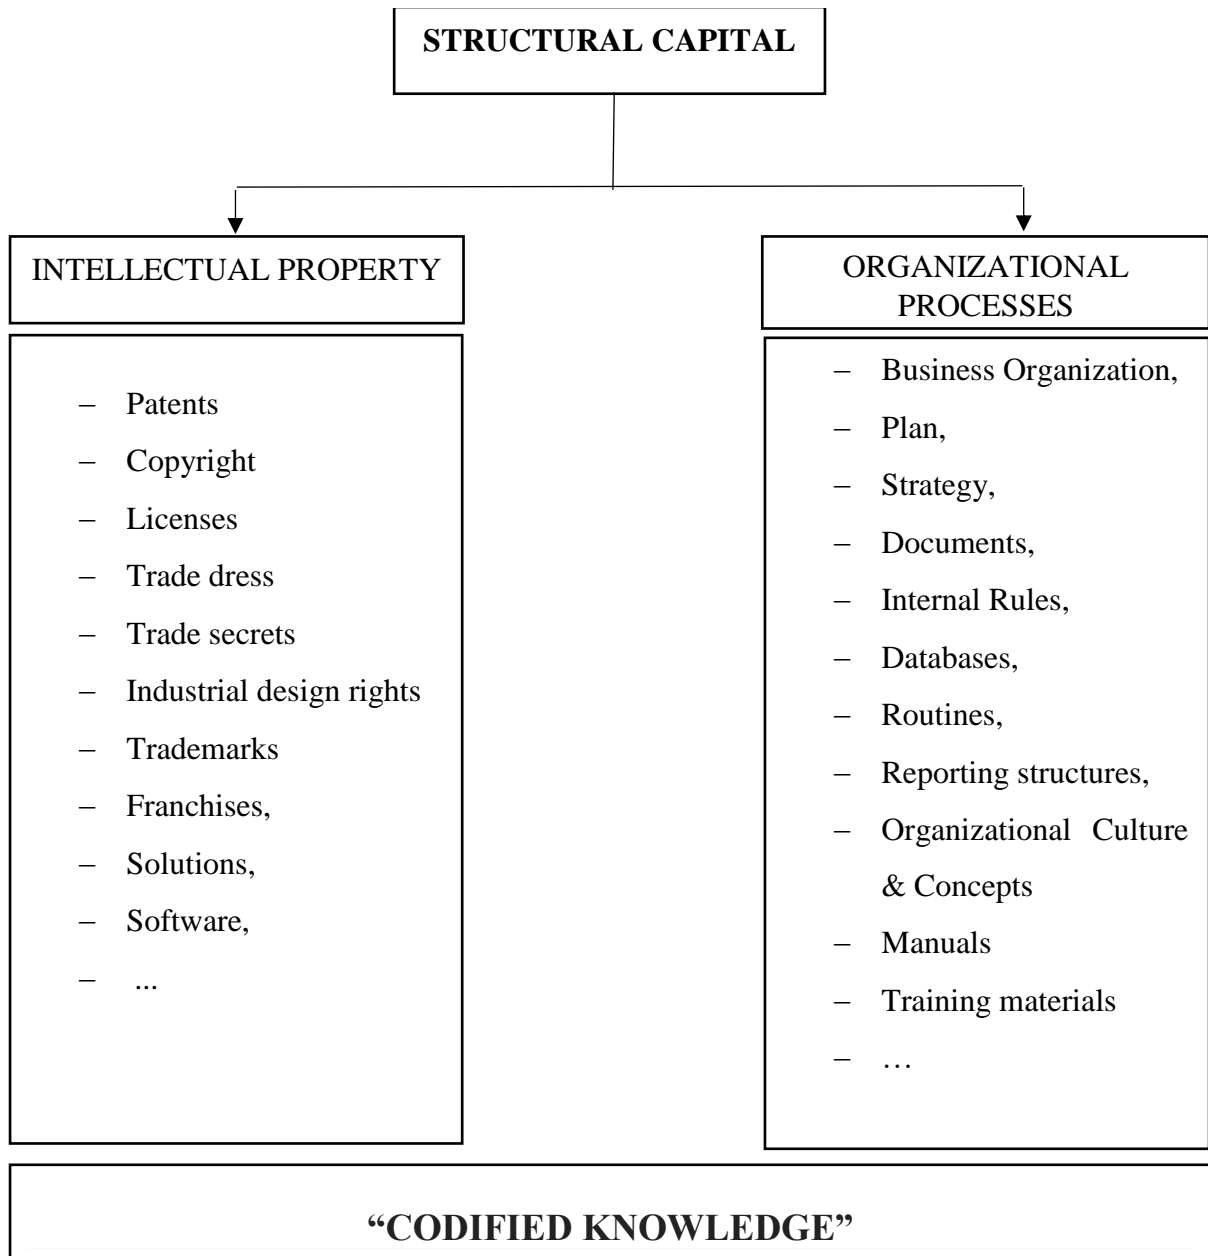 STRUCTURAL CAPITAL
INTELLECTUAL PROPERTY
– Patents
– Copyright
– Licenses
– Trade dress
– Trade secrets
– Industrial design rights
– Trademarks
– Franchises,
– Solutions,
– Software,
– ...
ORGANIZATIONAL
PROCESSES
– Business Organization,
– Plan,
– Strategy,
– Documents,
– Internal Rules,
– Databases,
– Routines,
– Reporting structures,
– Organizational Culture
& Concepts
– Manuals
– Training materials
– …
“CODIFIED KNOWLEDGE”